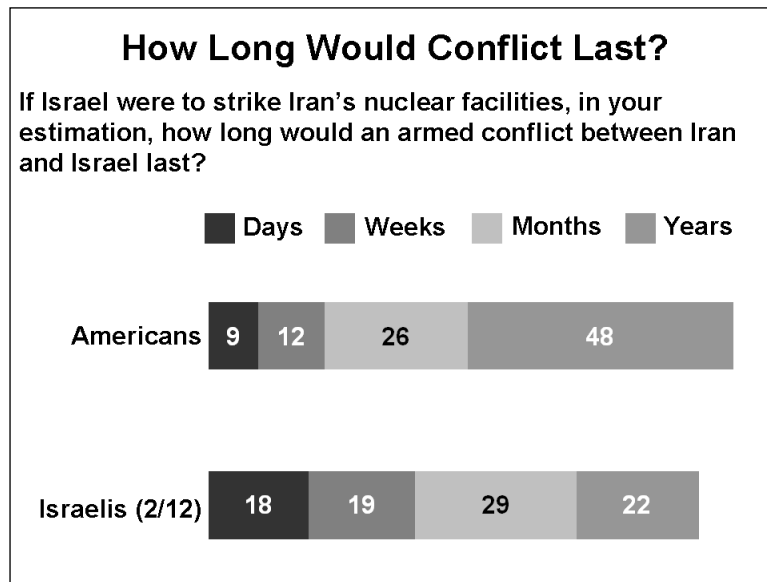 How Long Would Conflict Last?
If Israel were to strike Iran's nuclear facilities, in your
estimation, how long would an armed conflict between Iran
and Israel last?
Days Weeks Months Years
Americans 9 12 26 48
Israelis (2/12) 18 19 29 22